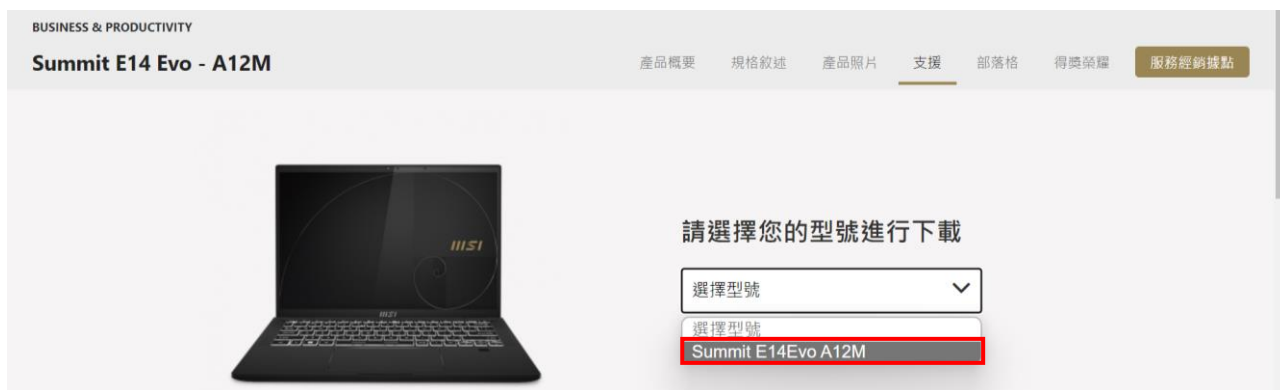 BUSINESS & PRODUCTIVITY
Summit E14 Evo - A12M
產品概要 規格敘述 產品照片 支援 部落格 得獎榮耀 服務經銷據點
msi
msi
請選擇您的型號進行下載
選擇型號
選擇型號
Summit E14Evo A12M